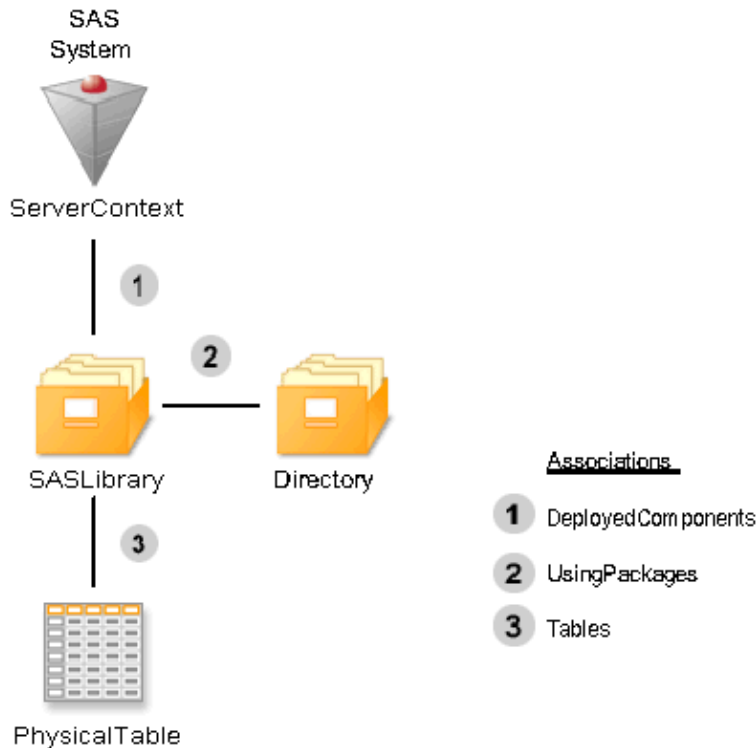 SAS
System
ServerContext
1
2
SASLibrary
Directory
3
PhysicalTable
Associations
1 DeployedComponents
2 UsingPackages
3 Tables